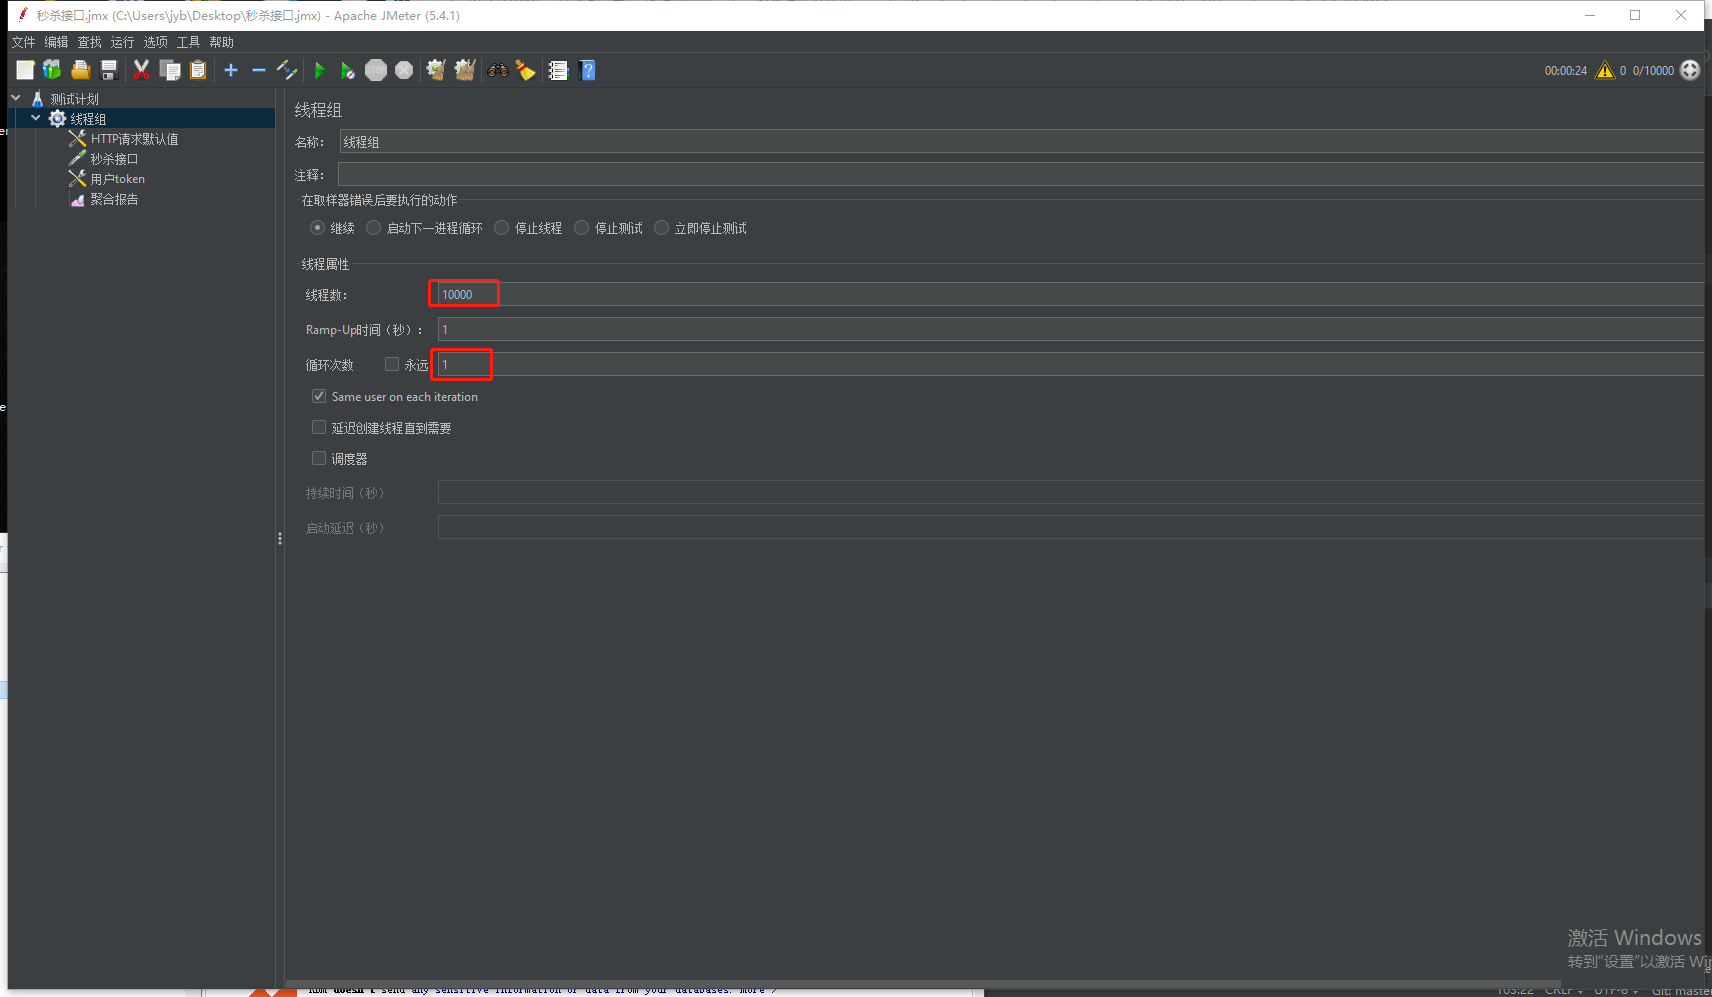 秒杀接口.jmx (C:\Users\jyb\Desktop\秒杀接口.jmx) - Apache JMeter (5.4.1)
文件 编辑 查找 运行 选项 工具 帮助
00:00:24 0 0/10000
测试计划
线程组
HTTP请求默认值
秒杀接口
用户token
聚合报告
线程组
名称： 线程组
注释：
在取样器错误后要执行的动作
继续 启动下一进程循环 停止线程 停止测试 立即停止测试
线程属性
线程数： 10000
Ramp-Up时间（秒）： 1
循环次数 永远 1
Same user on each iteration
延迟创建线程直到需要
调度器
持续时间（秒）
启动延迟（秒）
激活 Windows
转到"设置"以激活 Wi
doesn't send any sensitive information or data from your databases. more ?
103:22 CRLF UTF-8 Git: master